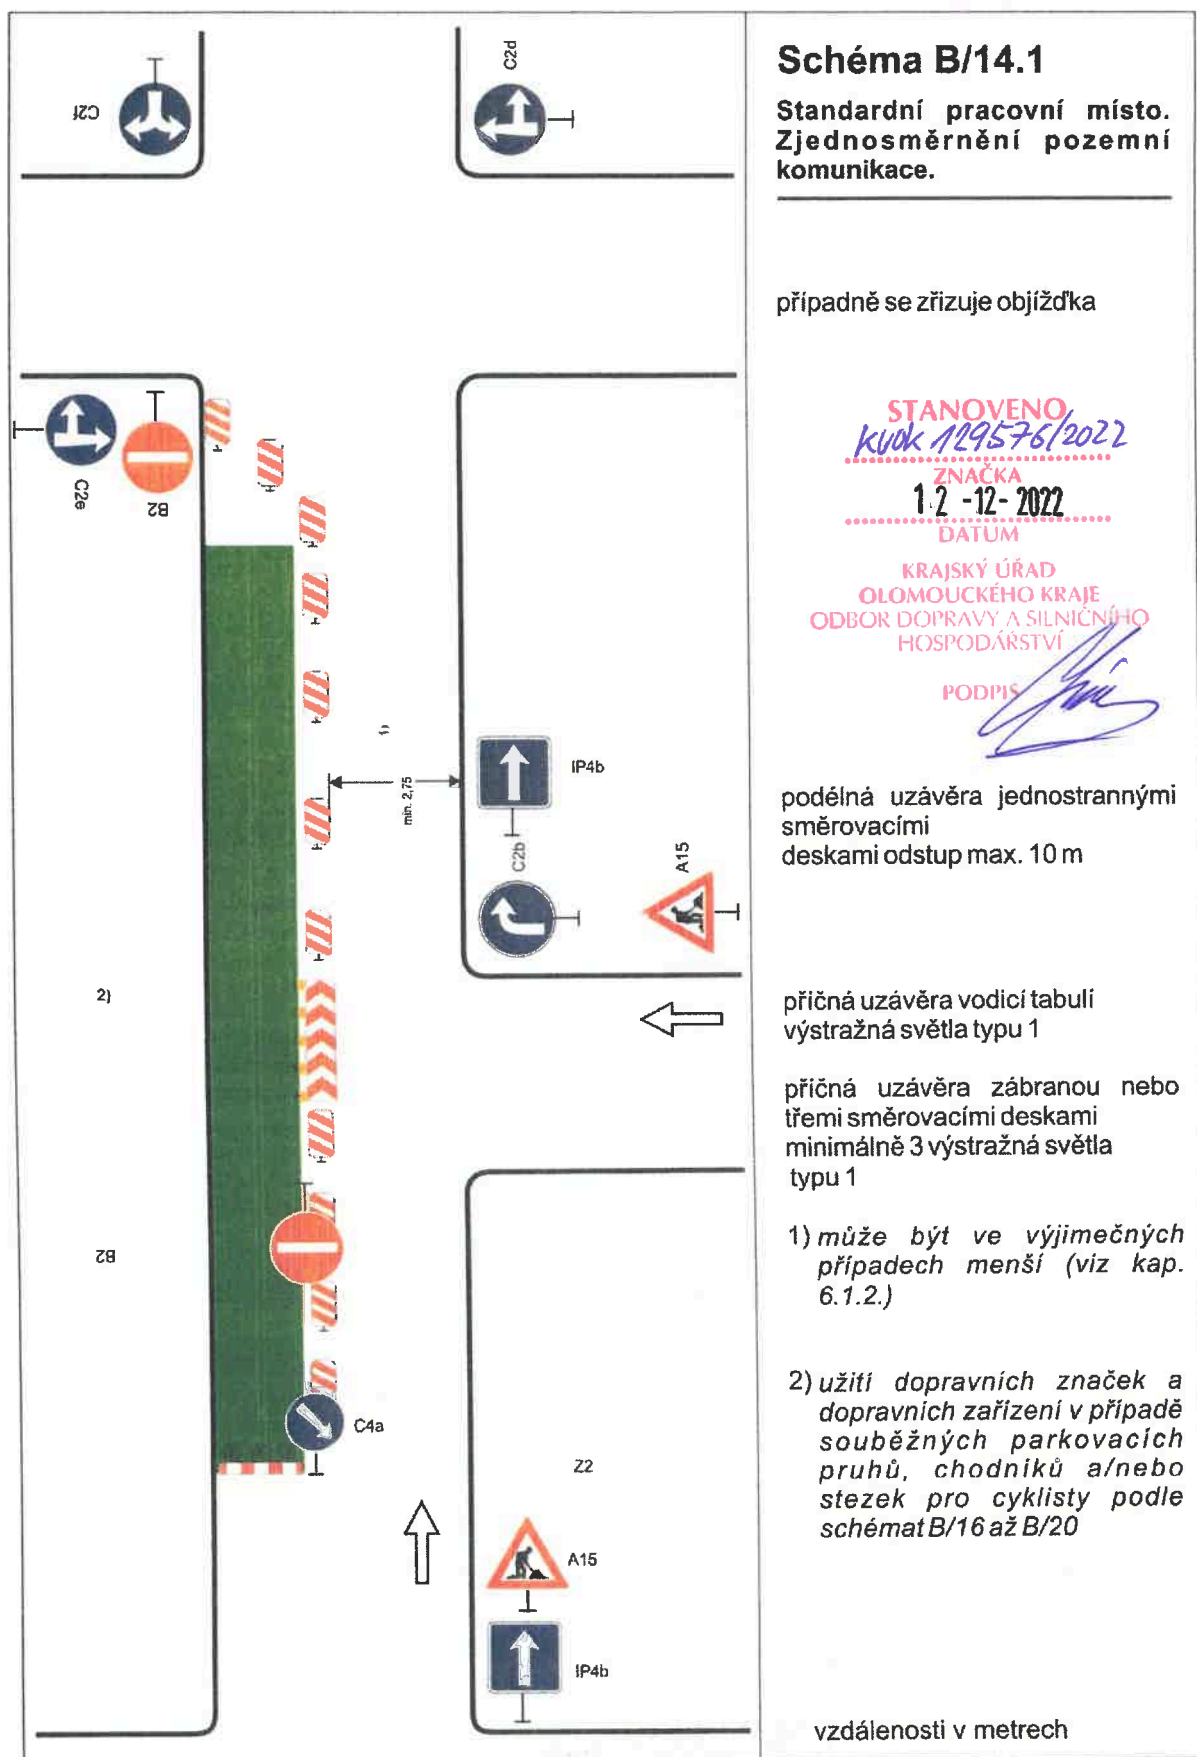 Schéma B/14.1
Standardní pracovní místo.
Zjednosměrnění pozemní
komunikace.
případně se zřizuje objížďka
STANOVENO
KUOK 129576/2022
ZNAČKA
12 -12- 2022
DATUM
KRAJSKÝ ÚŘAD
OLOMOUCKÉHO KRAJE
ODBOR DOPRAVY A SILNIČNÍHO
HOSPODÁŘSTVÍ
PODPIS
podélná uzávěra jednostrannými
směrovacími
deskami odstup max. 10 m
příčná uzávěra vodicí tabulí
výstražná světla typu 1
příčná uzávěra zábranou nebo
třemi směrovacími deskami
minimálně 3 výstražná světla
typu 1
1) může být ve výjimečných
případech menší (viz kap.
6.1.2.)
2) užití dopravních značek a
dopravních zařízení v případě
souběžných parkovacích
pruhů, chodníků a/nebo
stezek pro cyklisty podle
schémat B/16 až B/20
vzdálenosti v metrech
C2f
C2d
C2e
B2
1)
min. 2,75
IP4b
C2b
A15
2)
B2
C4a
Z2
A15
IP4b